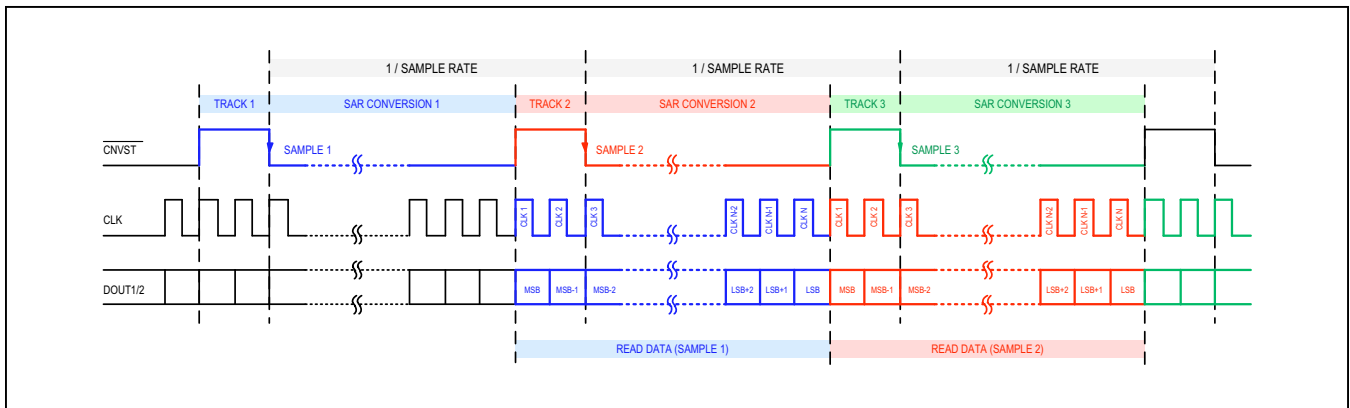 1 / SAMPLE RATE 1 / SAMPLE RATE 1 / SAMPLE RATE
TRACK 1 SAR CONVERSION 1 TRACK 2 SAR CONVERSION 2 TRACK 3 SAR CONVERSION 3
CNVST SAMPLE 1 SAMPLE 2 SAMPLE 3
CLK CLK 1 CLK 2 CLK 3 CLK N-2 CLK N-1 CLK N CLK 1 CLK 2 CLK 3 CLK N-2 CLK N-1 CLK N
DOUT1/2 MSB MSB-1 MSB-2 LSB+2 LSB+1 LSB MSB MSB-1 MSB-2 LSB+2 LSB+1 LSB
READ DATA (SAMPLE 1) READ DATA (SAMPLE 2)